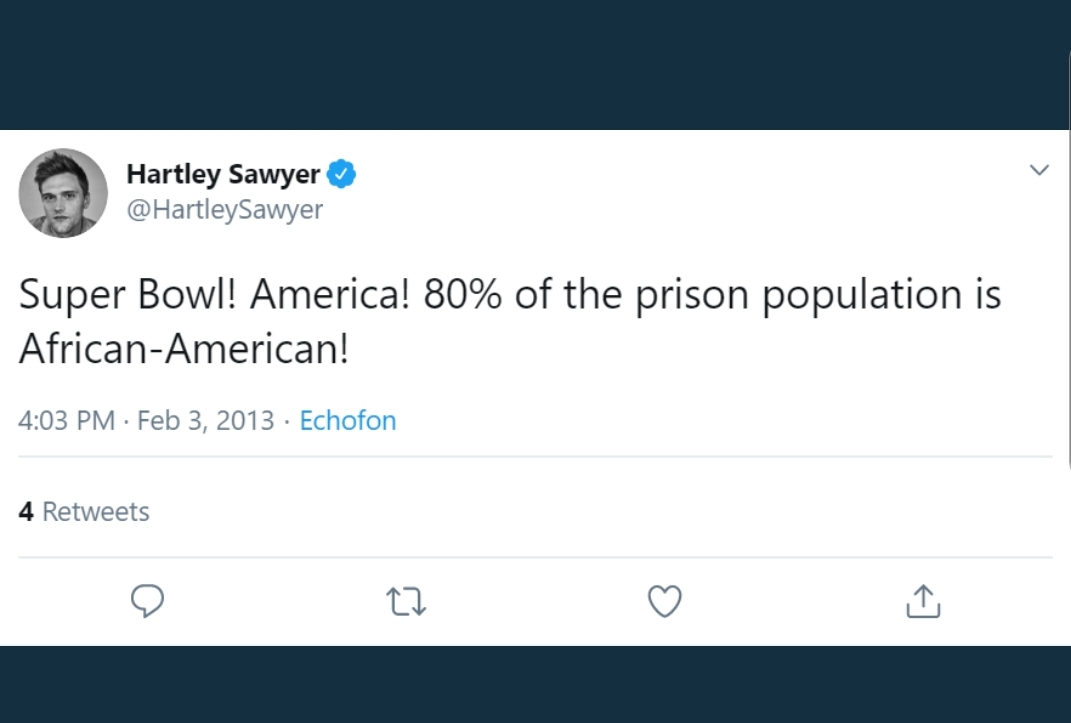 Hartley Sawyer
@HartleySawyer
Super Bowl! America! 80% of the prison population is
African-American!
4:03 PM · Feb 3, 2013 · Echofon
4 Retweets